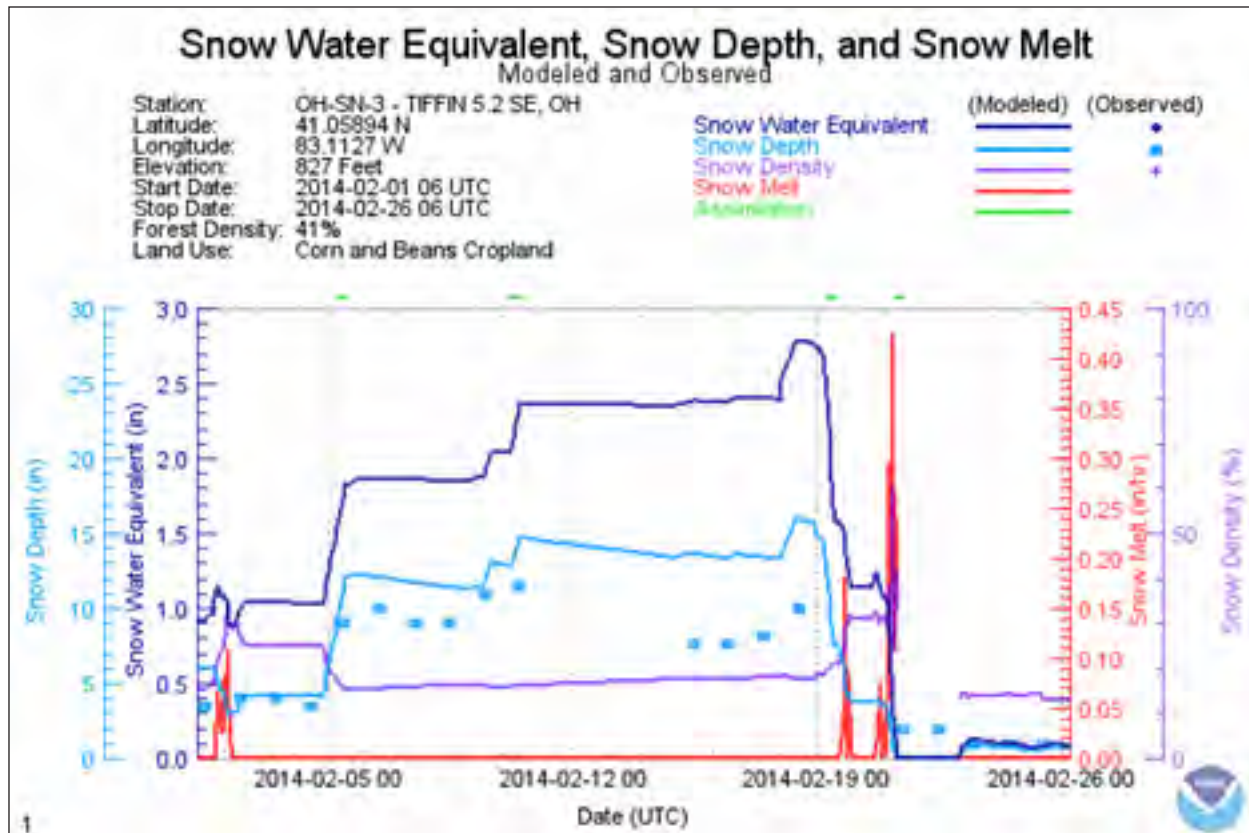 Snow Water Equivalent, Snow Depth, and Snow Melt
Modeled and Observed
Station: OH-SN-3 - TIFFIN 5.2 SE, OH
Latitude: 41.05894 N
Longitude: 83.1127 W
Elevation: 827 Feet
Start Date: 2014-02-01 06 UTC
Stop Date: 2014-02-26 06 UTC
Forest Density: 41%
Land Use: Corn and Beans Cropland
(Modeled) (Observed)
Snow Water Equivalent
Snow Depth
Snow Density
Snow Melt
Assimilation
Snow Depth (in)
30
25
20
15
10
5
0
Snow Water Equivalent (in)
3.0
2.5
2.0
1.5
1.0
0.5
0.0
0.45
0.40
0.35
0.30
0.25
0.20
0.15
0.10
0.05
0.00
Snow Melt (in/hr)
100
50
0
Snow Density (%)
2014-02-05 00
2014-02-12 00
2014-02-19 00
2014-02-26 00
Date (UTC)
1